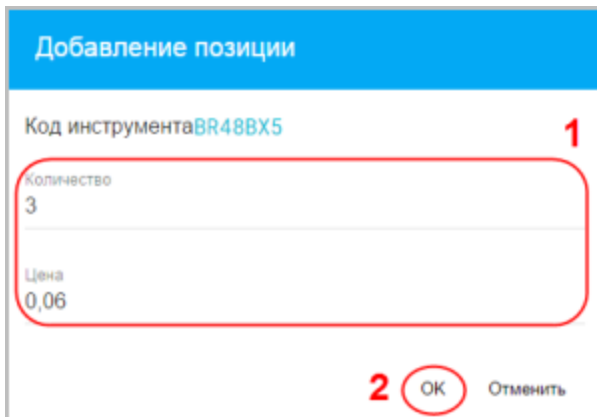 Добавление позиции
Код инструментаBR48BX5
1
Количество
3
Цена
0,06
2 OK Отменить